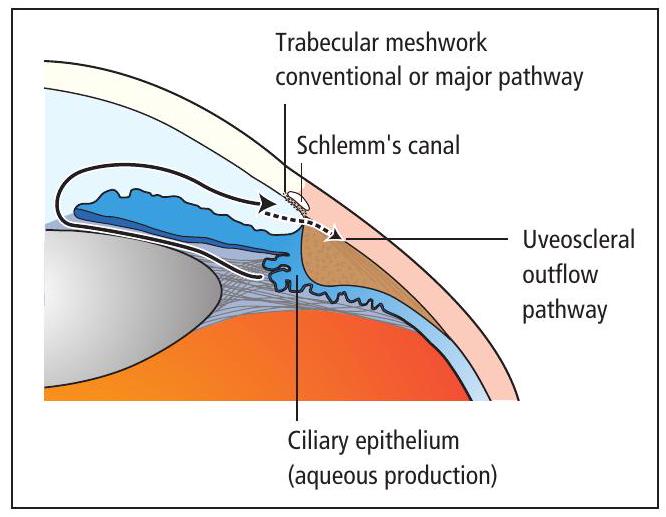 Trabecular meshwork
conventional or major pathway
Schlemm's canal
Uveoscleral
outflow
pathway
Ciliary epithelium
(aqueous production)